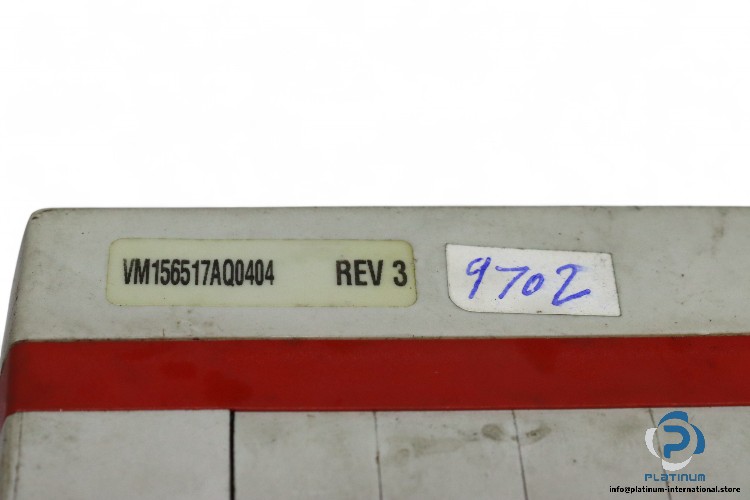 VM156517AQ0404 REV 3
9702
PLATINUM
info@platinum-international.store